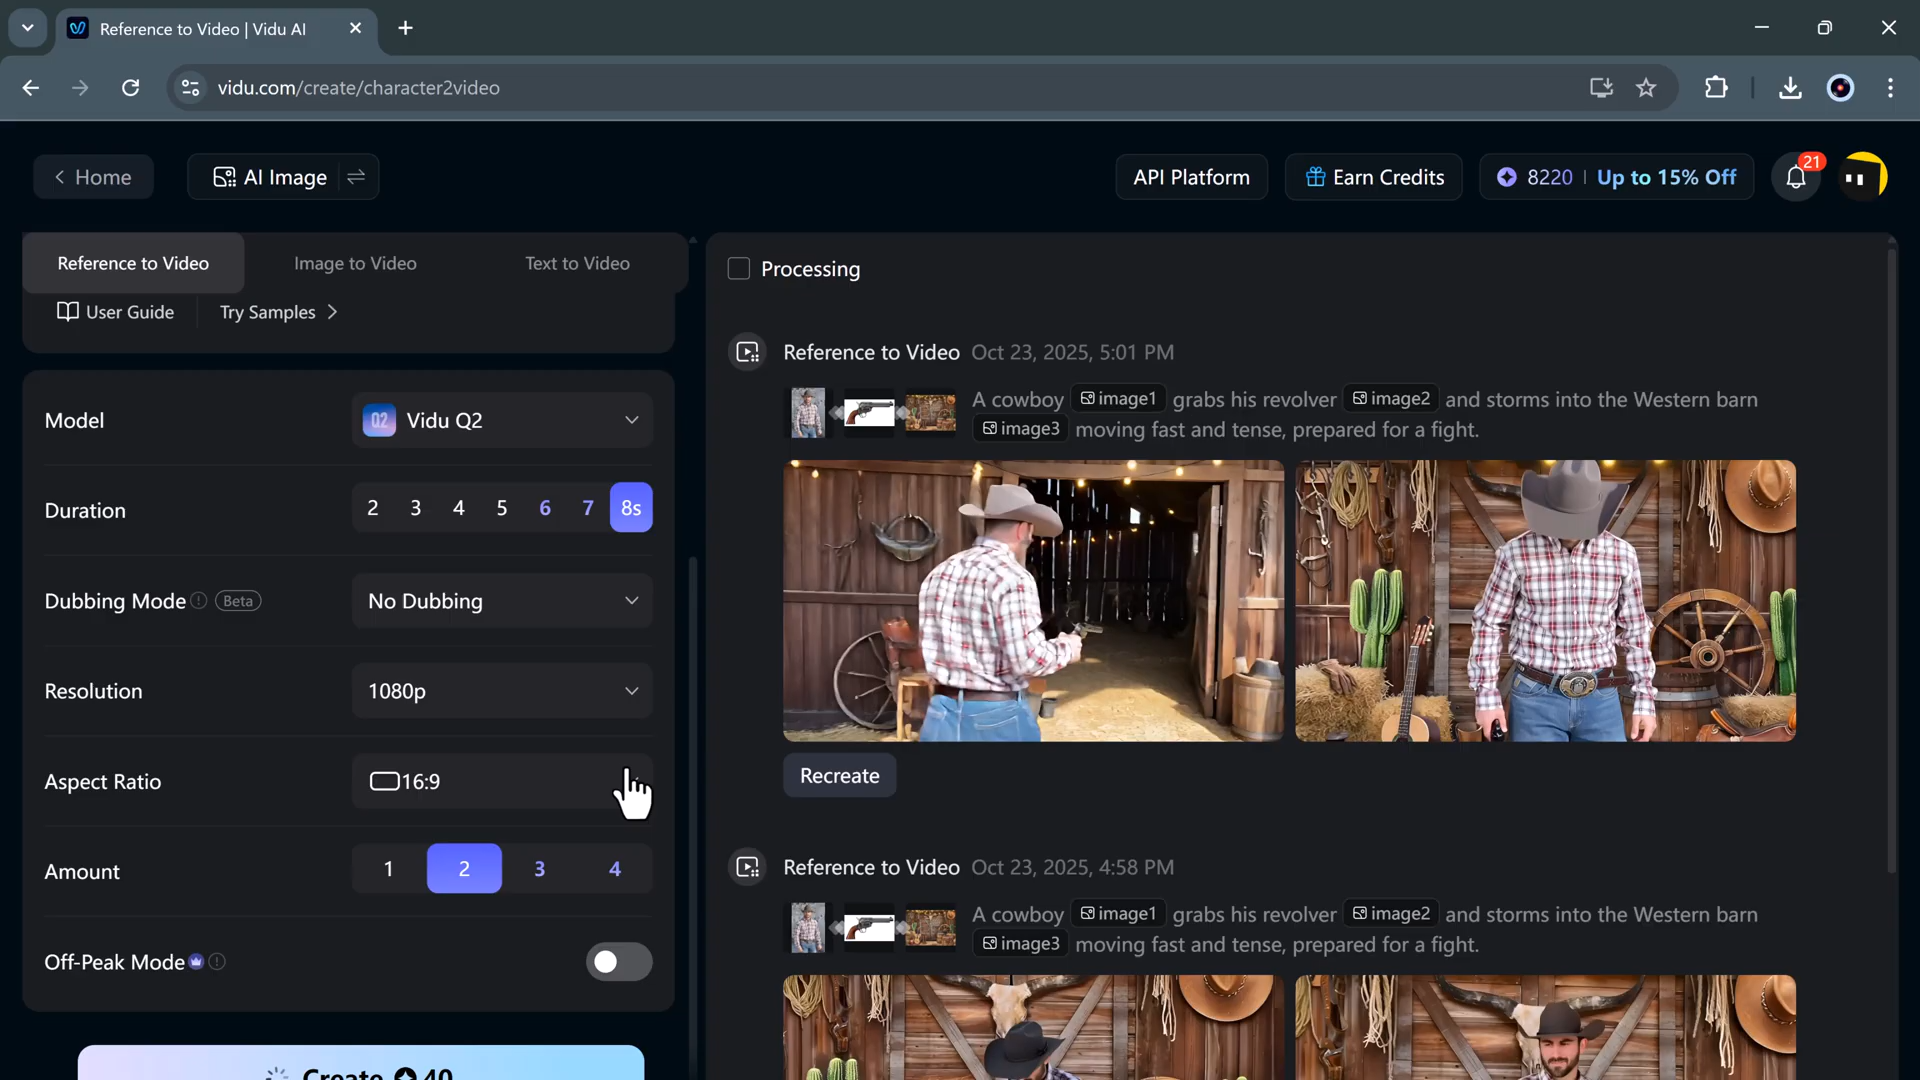 Reference to Video | Vidu AI
vidu.com/create/character2video
Home
AI Image
API Platform
Earn Credits
8220
Up to 15% Off
21
Reference to Video
Image to Video
Text to Video
User Guide
Try Samples
Model
Q2
Vidu Q2
Duration
2 3 4 5 6 7 8s
Dubbing Mode
Beta
No Dubbing
Resolution
1080p
Aspect Ratio
16:9
Amount
1 2 3 4
Off-Peak Mode
Create 40
Processing
Reference to Video Oct 23, 2025, 5:01 PM
A cowboy image1 grabs his revolver image2 and storms into the Western barn
image3 moving fast and tense, prepared for a fight.
Recreate
Reference to Video Oct 23, 2025, 4:58 PM
A cowboy image1 grabs his revolver image2 and storms into the Western barn
image3 moving fast and tense, prepared for a fight.